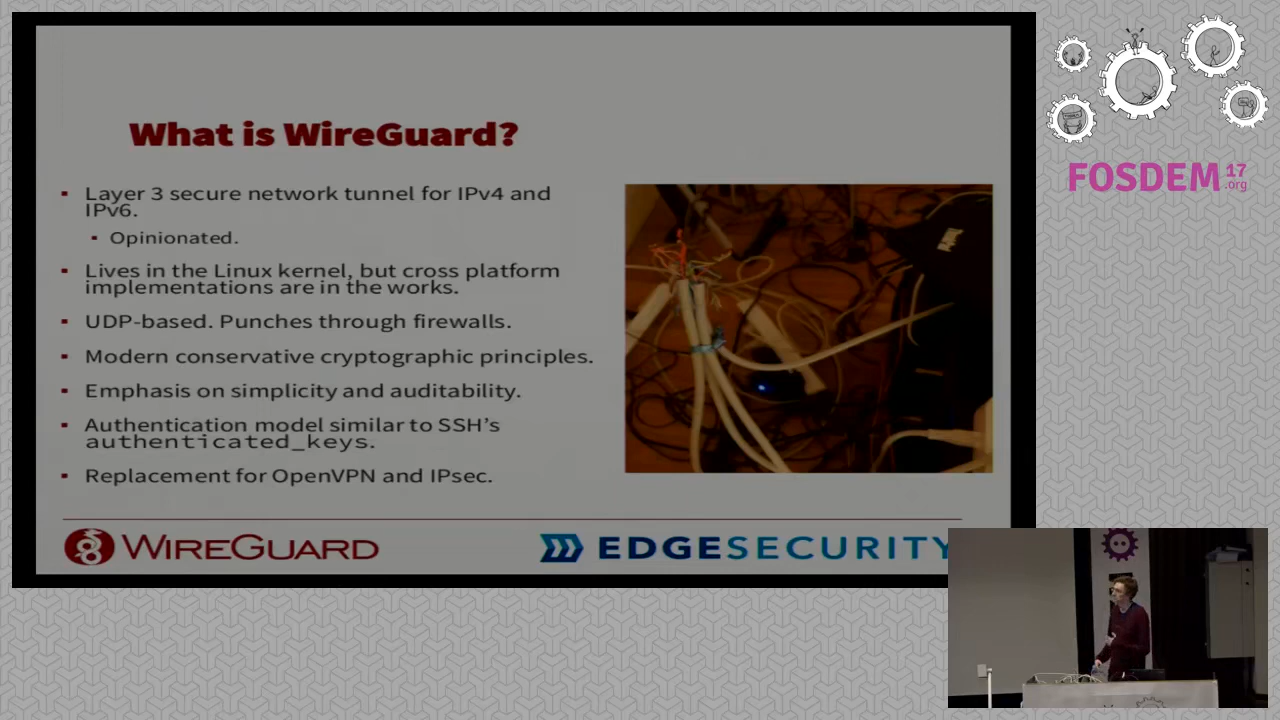 What is WireGuard?
Layer 3 secure network tunnel for IPv4 and
IPv6.
Opinionated.
Lives in the Linux kernel, but cross platform
implementations are in the works.
UDP-based. Punches through firewalls.
Modern conservative cryptographic principles.
Emphasis on simplicity and auditability.
Authentication model similar to SSH's
authenticated_keys.
Replacement for OpenVPN and IPsec.
WIREGUARD
EDGESECURITY
FOSDEM 17
.org